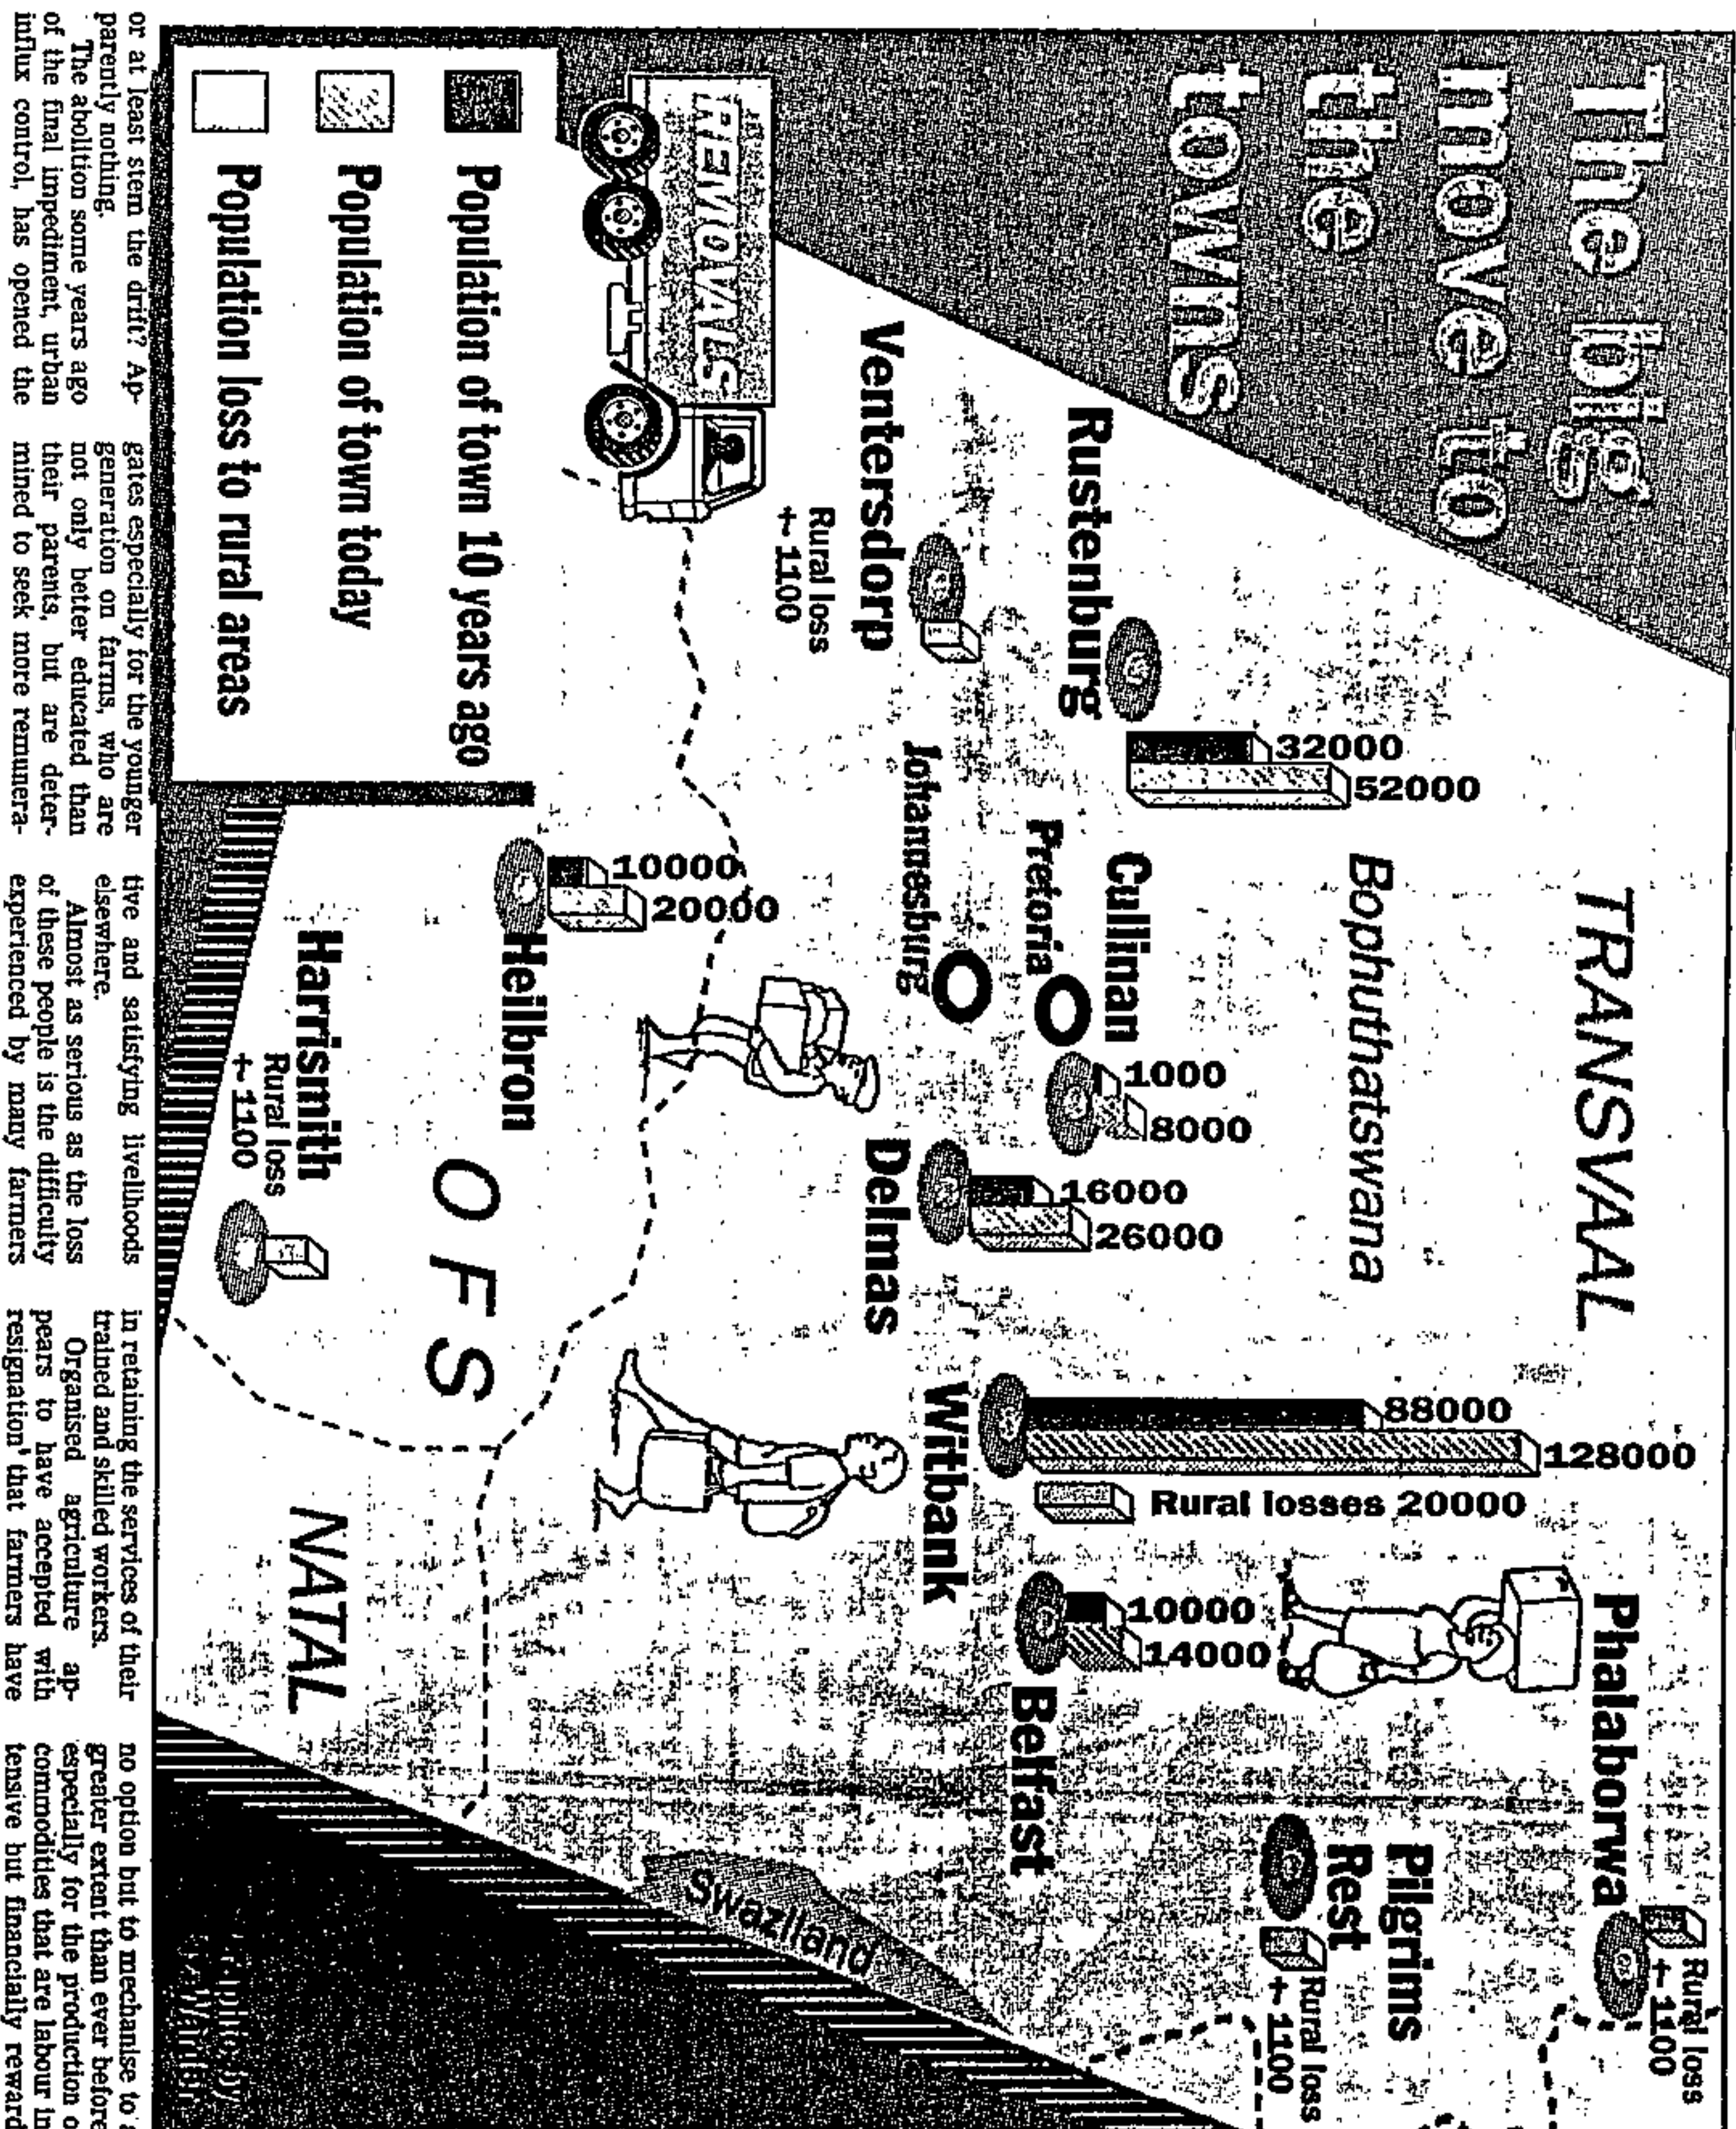 The big
move to
the
towns
TRANSVAAL
Bophuthatswana
Phalaborwa
Rural loss
+- 1100
Pilgrims
Rest
Rural loss
+- 1100
Rustenburg
32000
52000
Cullinan
1000
8000
Pretoria
Johannesburg
Ventersdorp
Rural loss
+- 1100
Delmas
16000
26000
Witbank
88000
128000
Rural losses 20000
Belfast
10000
14000
Swaziland
REMOVALS
Heilbron
10000
20000
O F S
Harrismith
Rural loss
+- 1100
NATAL
Population of town 10 years ago
Population of town today
Population loss to rural areas
or at least stem the drift? Ap-
parently nothing.
The abolition some years ago
of the final impediment, urban
influx control, has opened the
gates especially for the younger
generation on farms, who are
not only better educated than
their parents, but are deter-
mined to seek more remunera-
tive and satisfying livelihoods
elsewhere.
Almost as serious as the loss
of these people is the difficulty
experienced by many farmers
in retaining the services of their
trained and skilled workers.
Organised agriculture ap-
pears to have accepted with
resignation that farmers have
no option but to mechanise to
greater extent than ever before
especially for the production
commodities that are labour in
tensive but financially reward